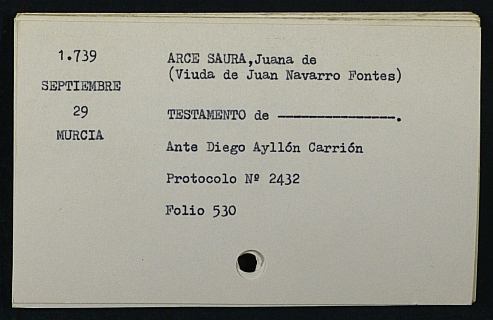 1.739
SEPTIEMBRE
29
MURCIA
ARCE SAURA,Juana de
(Viuda de Juan Navarro Fontes)
TESTAMENTO de ----------------.
Ante Diego Ayllón Carrión
Protocolo Nº 2432
Folio 530